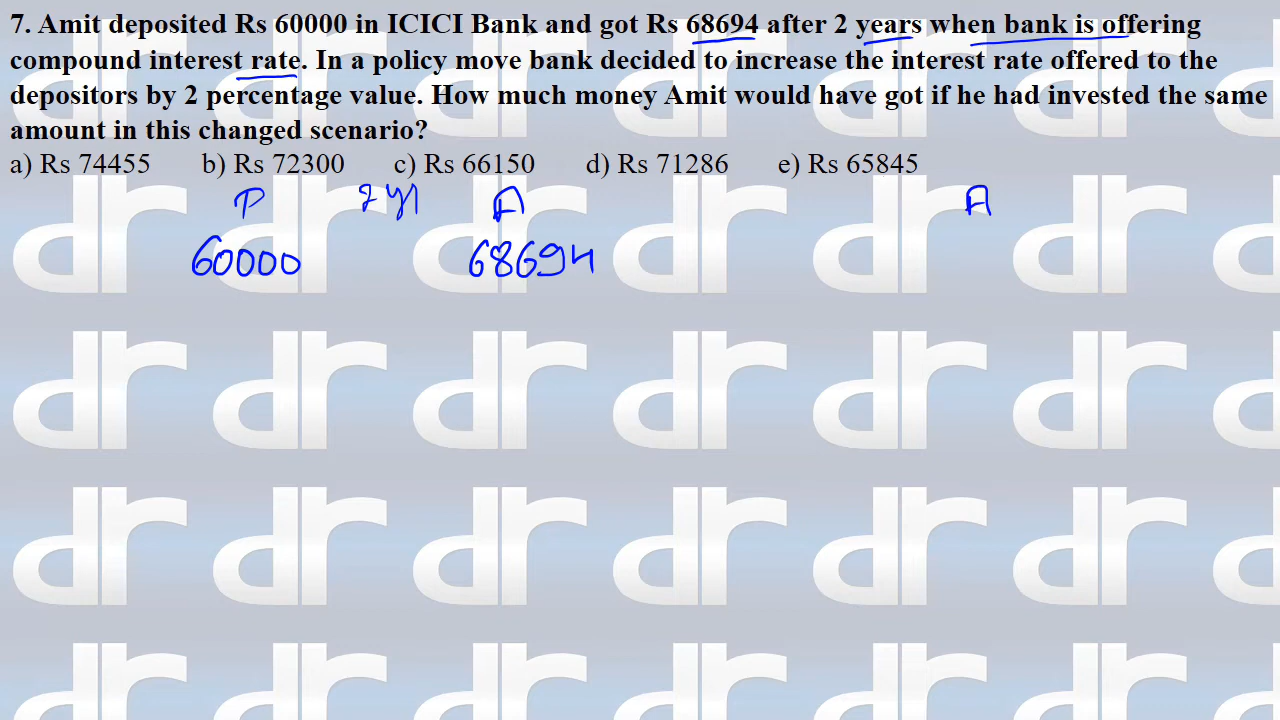 7. Amit deposited Rs 60000 in ICICI Bank and got Rs 68694 after 2 years when bank is offering
compound interest rate. In a policy move bank decided to increase the interest rate offered to the
depositors by 2 percentage value. How much money Amit would have got if he had invested the same
amount in this changed scenario?
a) Rs 74455 b) Rs 72300 c) Rs 66150 d) Rs 71286 e) Rs 65845
P 2 yr A A
60000 68694